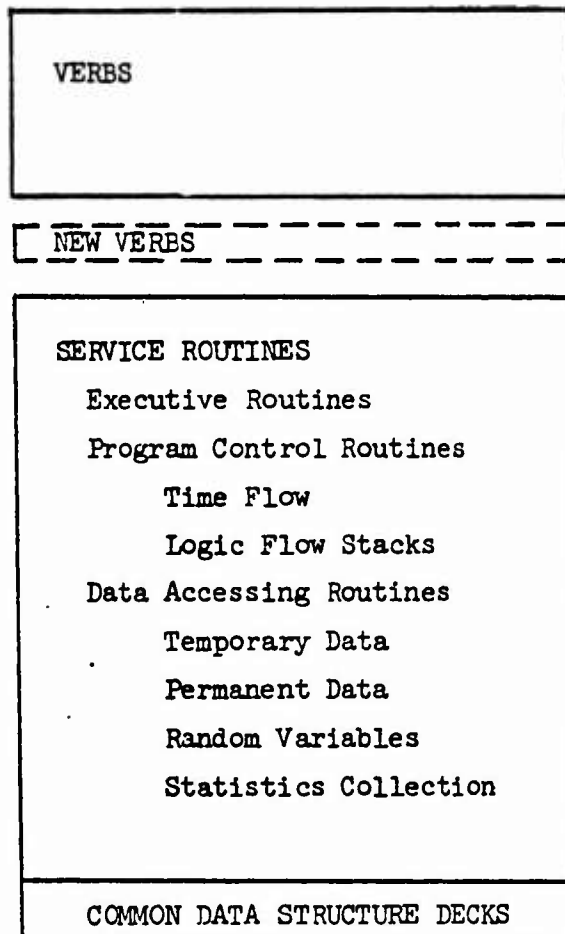 VERBS
NEW VERBS
SERVICE ROUTINES
Executive Routines
Program Control Routines
Time Flow
Logic Flow Stacks
Data Accessing Routines
Temporary Data
Permanent Data
Random Variables
Statistics Collection
COMMON DATA STRUCTURE DECKS